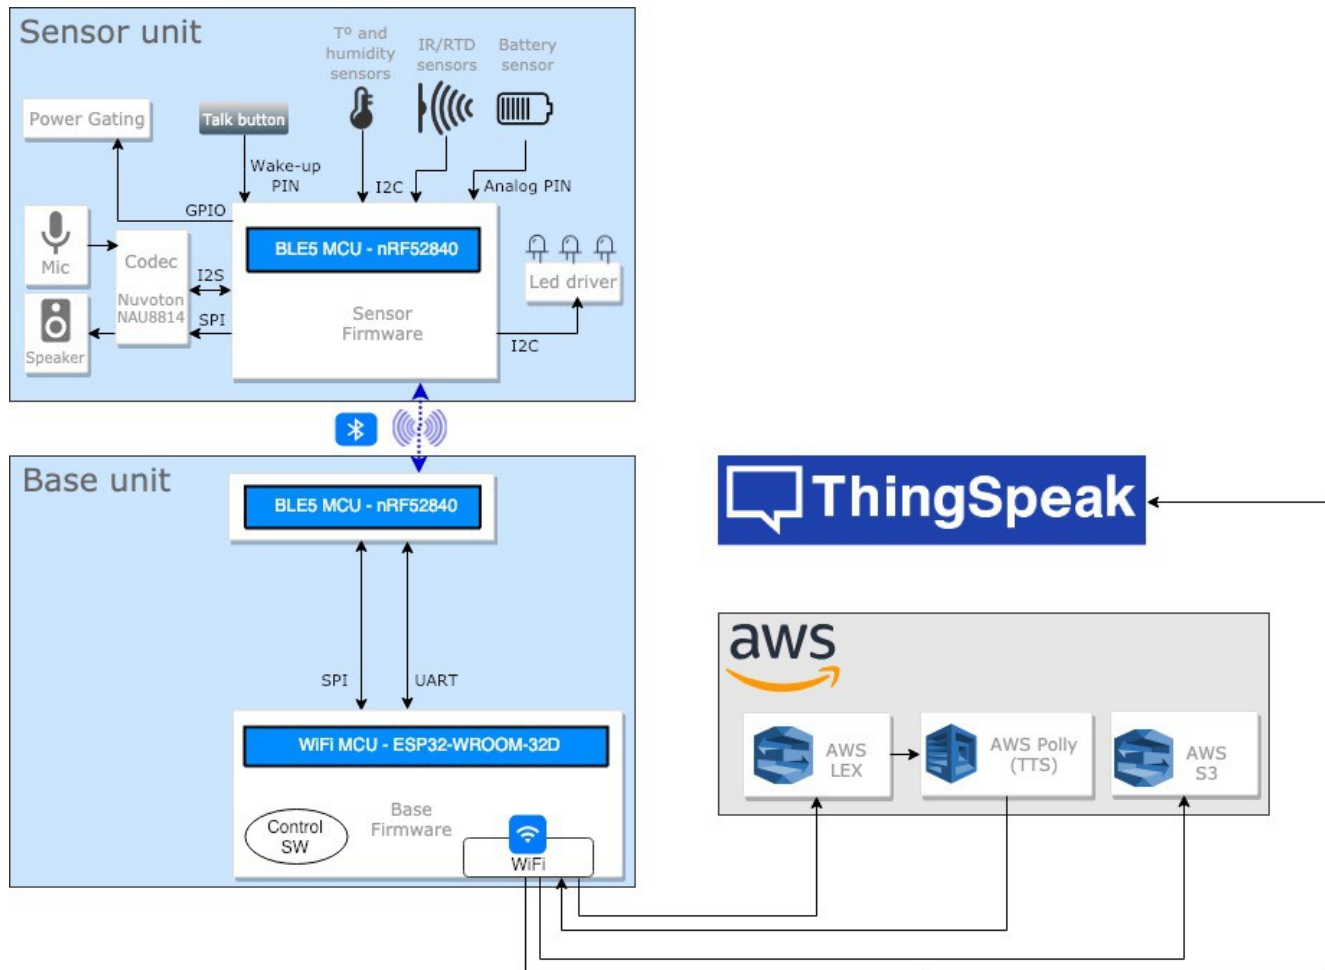 Sensor unit
Tº and
humidity
sensors
IR/RTD
sensors
Battery
sensor
Power Gating
Talk button
Wake-up
PIN
I2C
Analog PIN
GPIO
BLE5 MCU - nRF52840
Mic
Codec
Nuvoton
NAU8814
I2S
SPI
Speaker
Sensor
Firmware
Led driver
I2C
Base unit
BLE5 MCU - nRF52840
SPI
UART
WiFi MCU - ESP32-WROOM-32D
Control
SW
Base
Firmware
WiFi
ThingSpeak
aws
AWS
LEX
AWS Polly
(TTS)
AWS
S3